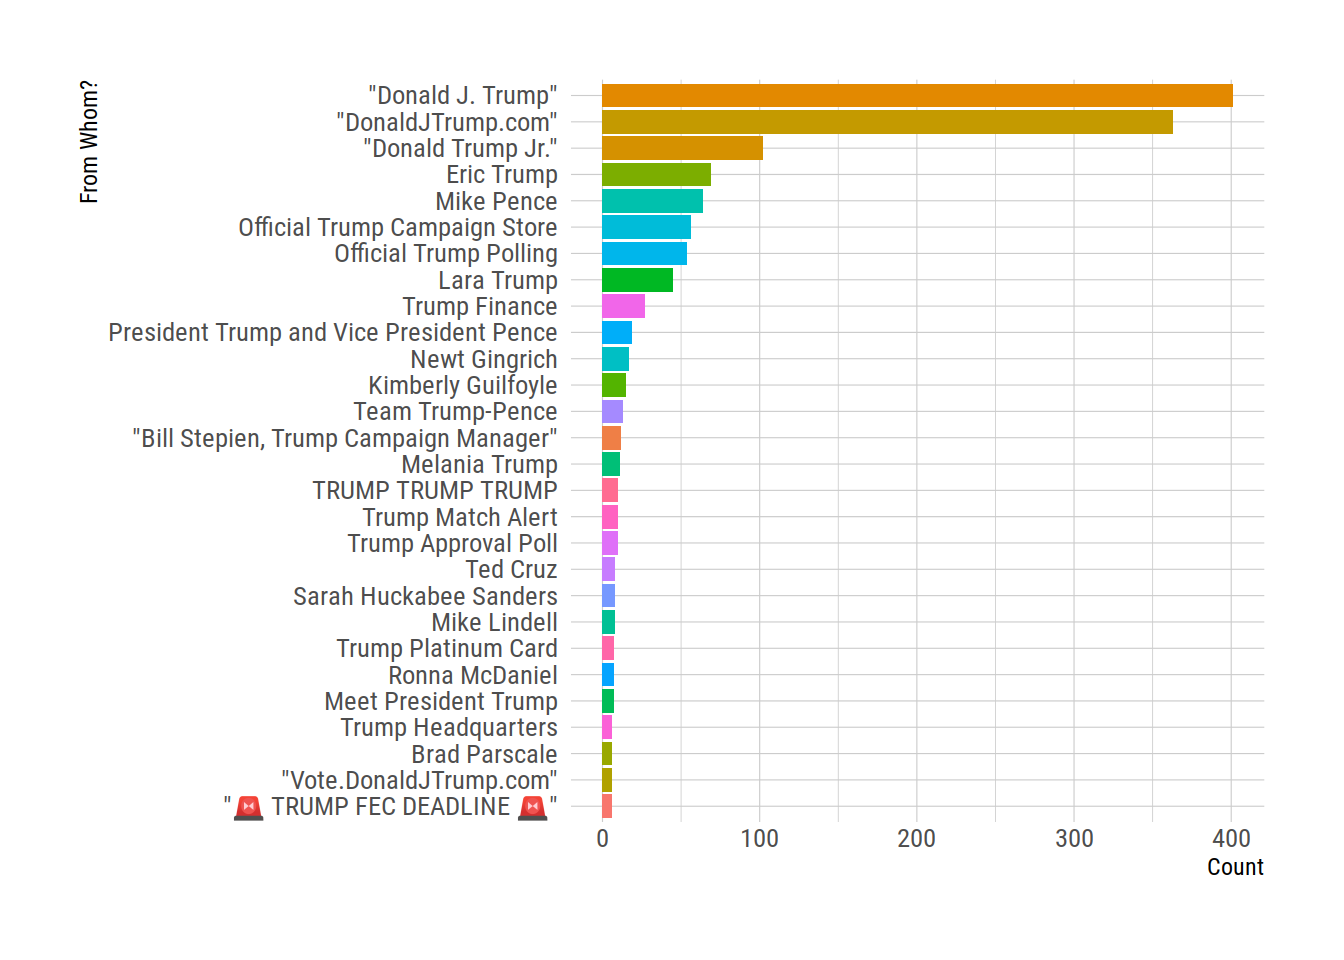 From Whom?
"Donald J. Trump"
"DonaldJTrump.com"
"Donald Trump Jr."
Eric Trump
Mike Pence
Official Trump Campaign Store
Official Trump Polling
Lara Trump
Trump Finance
President Trump and Vice President Pence
Newt Gingrich
Kimberly Guilfoyle
Team Trump-Pence
"Bill Stepien, Trump Campaign Manager"
Melania Trump
TRUMP TRUMP TRUMP
Trump Match Alert
Trump Approval Poll
Ted Cruz
Sarah Huckabee Sanders
Mike Lindell
Trump Platinum Card
Ronna McDaniel
Meet President Trump
Trump Headquarters
Brad Parscale
"Vote.DonaldJTrump.com"
"🚨 TRUMP FEC DEADLINE 🚨"
0 100 200 300 400
Count